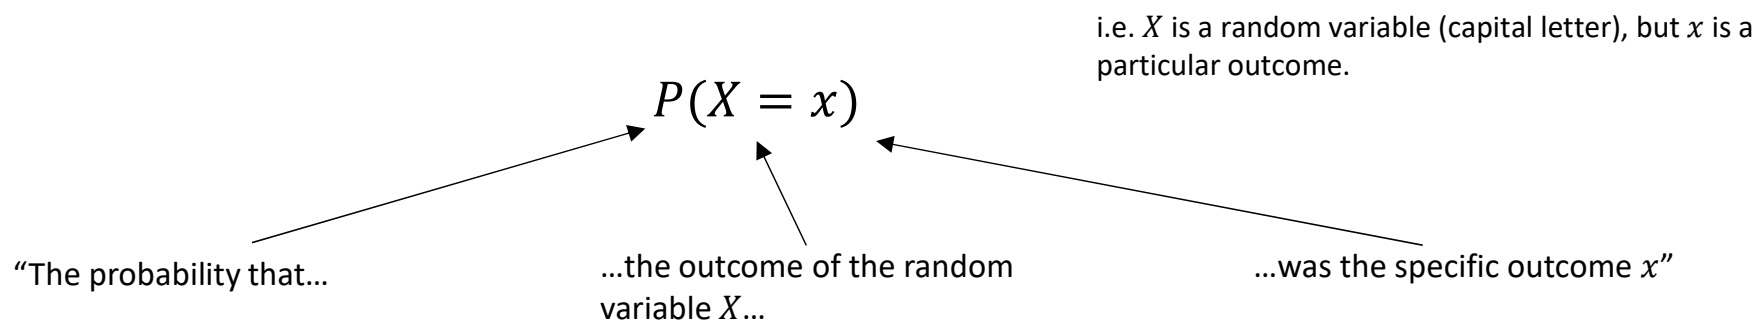 i.e. 𝑋 is a random variable (capital letter), but 𝑥 is a
particular outcome.
𝑃(𝑋 = 𝑥)
“The probability that…
…the outcome of the random
variable 𝑋…
…was the specific outcome 𝑥”